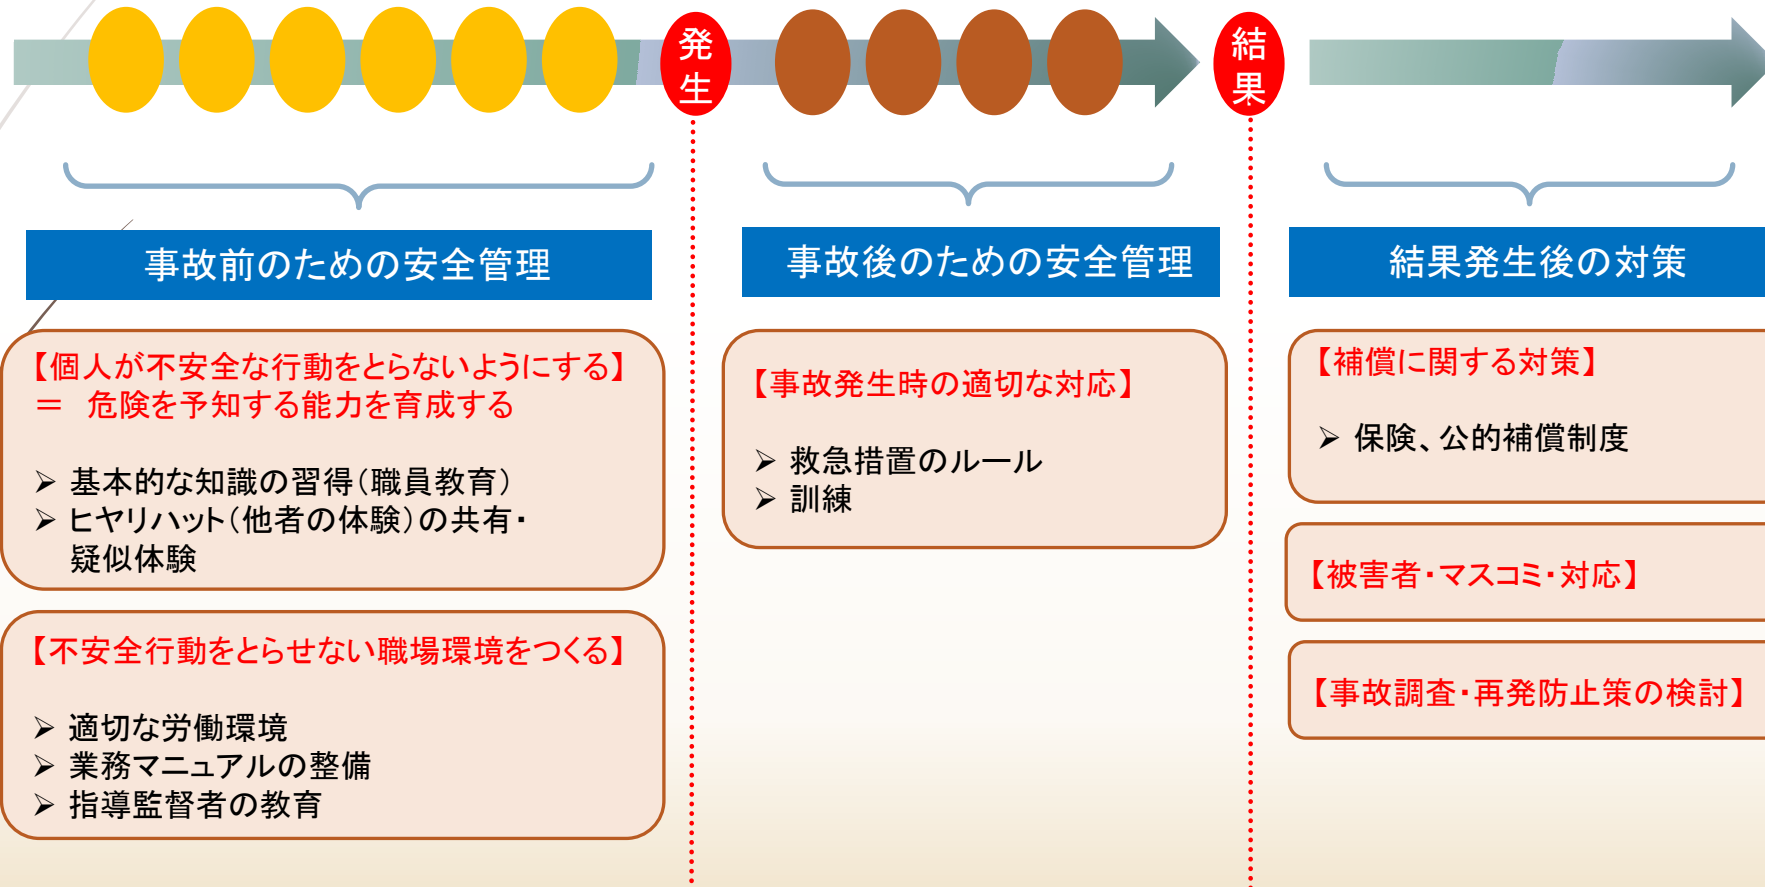 発生
結果
事故前のための安全管理
【個人が不安全な行動をとらないようにする】
＝ 危険を予知する能力を育成する
➢ 基本的な知識の習得（職員教育）
➢ ヒヤリハット（他者の体験）の共有・
疑似体験
【不安全行動をとらせない職場環境をつくる】
➢ 適切な労働環境
➢ 業務マニュアルの整備
➢ 指導監督者の教育
事故後のための安全管理
【事故発生時の適切な対応】
➢ 救急措置のルール
➢ 訓練
結果発生後の対策
【補償に関する対策】
➢ 保険、公的補償制度
【被害者・マスコミ・対応】
【事故調査・再発防止策の検討】